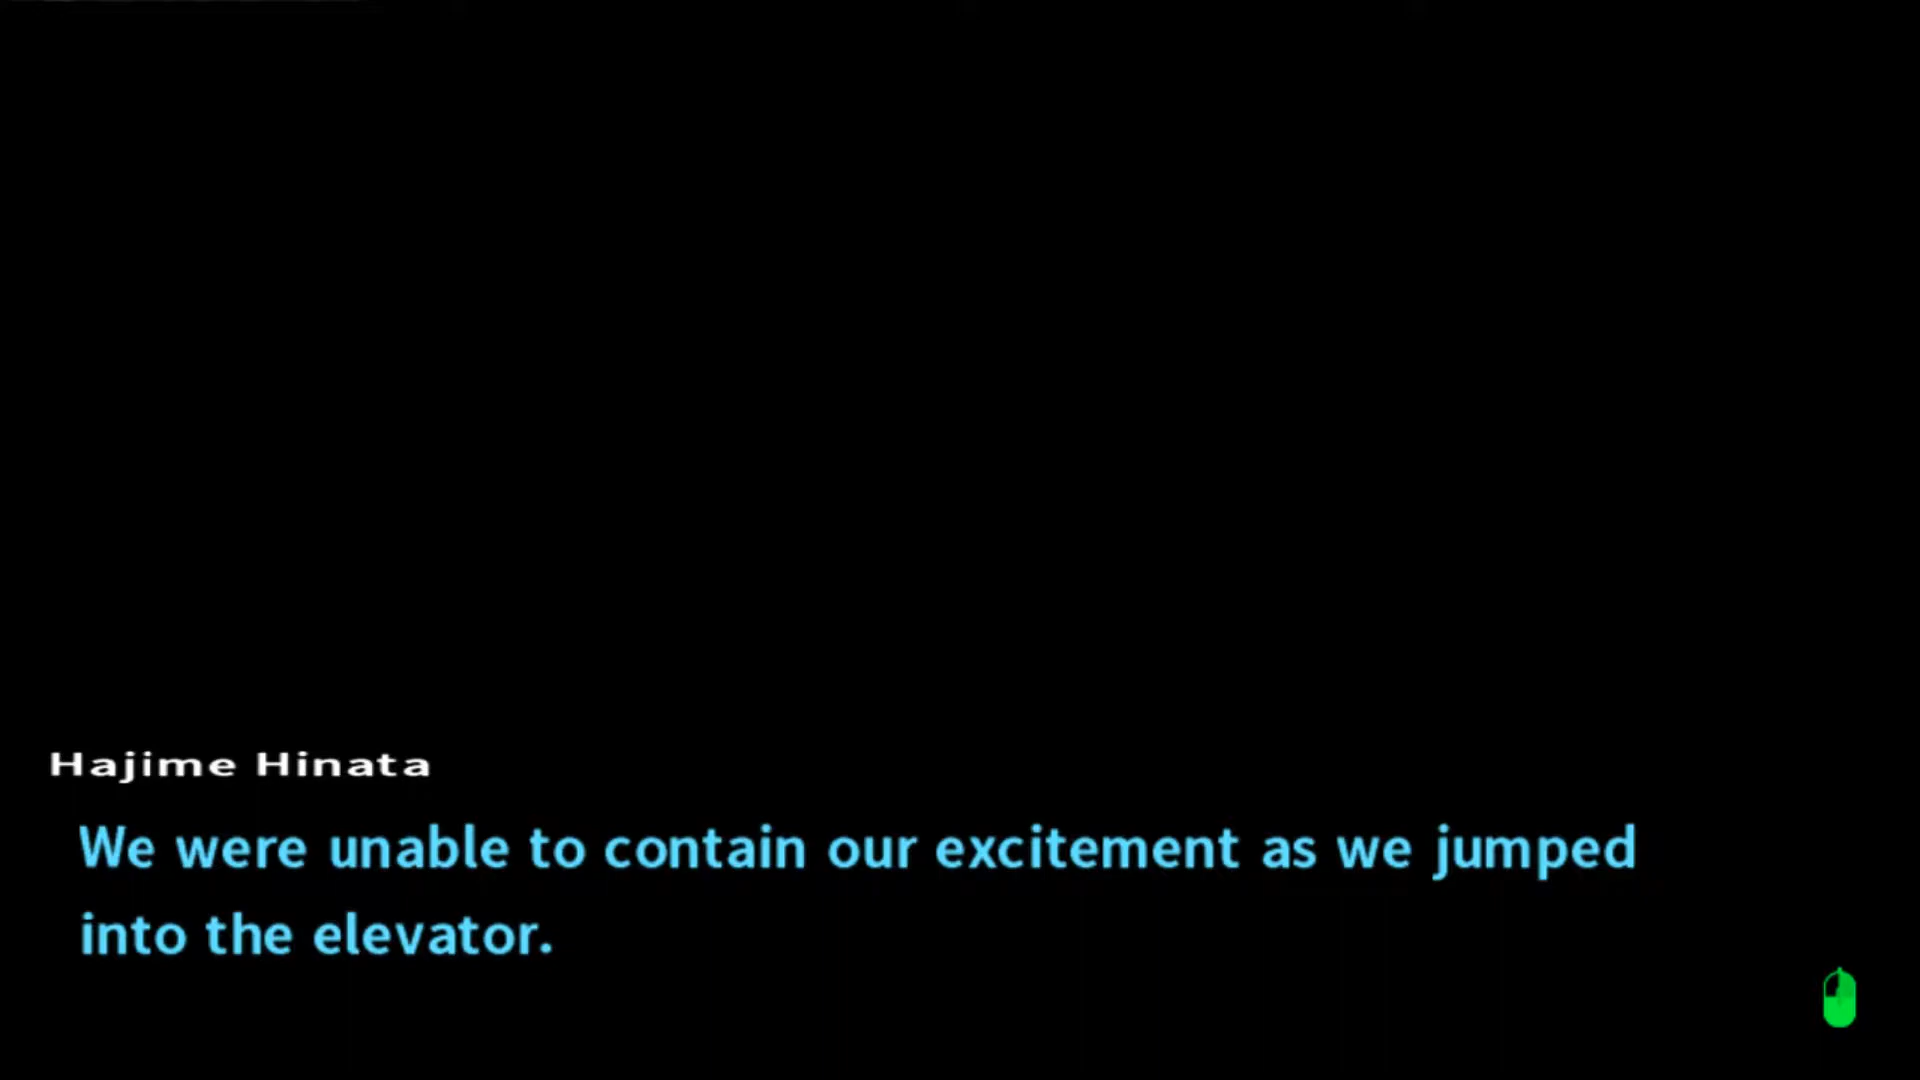 Hajime Hinata
We were unable to contain our excitement as we jumped
into the elevator.